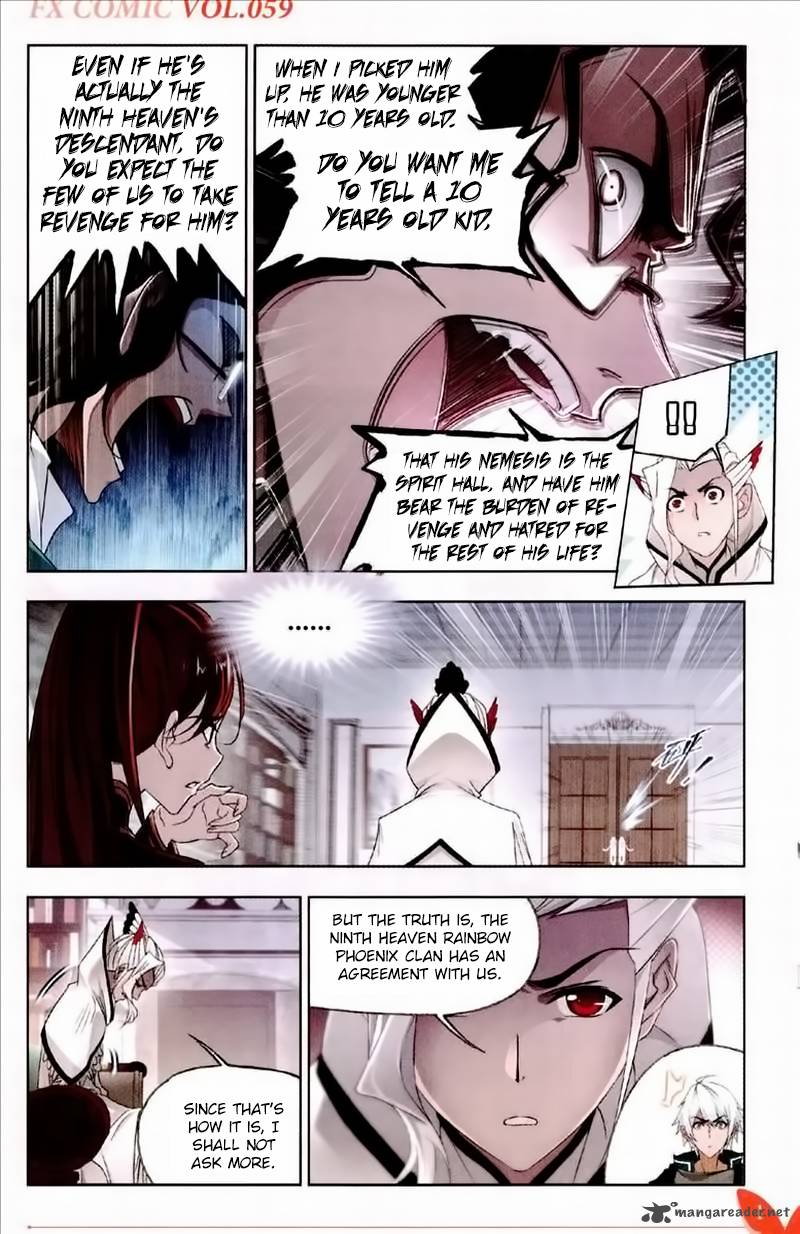 FX COMIC VOL.059
EVEN IF HE'S
ACTUALLY THE
NINTH HEAVEN'S
DESCENDANT, DO
YOU EXPECT THE
FEW OF US TO TAKE
REVENGE FOR HIM?
WHEN I PICKED HIM
UP, HE WAS YOUNGER
THAN 10 YEARS OLD.
DO YOU WANT ME
TO TELL A 10
YEARS OLD KID,
!!
THAT HIS NEMESIS IS THE
SPIRIT HALL, AND HAVE HIM
BEAR THE BURDEN OF RE-
VENGE AND HATRED FOR
THE REST OF HIS LIFE?
......
BUT THE TRUTH IS, THE
NINTH HEAVEN RAINBOW
PHOENIX CLAN HAS AN
AGREEMENT WITH US.
SINCE THAT'S
HOW IT IS, I
SHALL NOT
ASK MORE.
mangareader.net